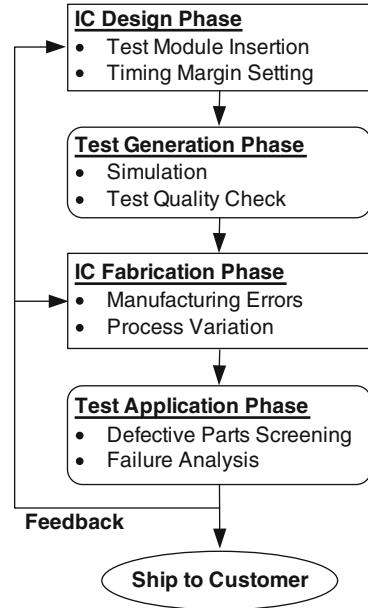 IC Design Phase
• Test Module Insertion
• Timing Margin Setting
Test Generation Phase
• Simulation
• Test Quality Check
IC Fabrication Phase
• Manufacturing Errors
• Process Variation
Test Application Phase
• Defective Parts Screening
• Failure Analysis
Feedback
Ship to Customer